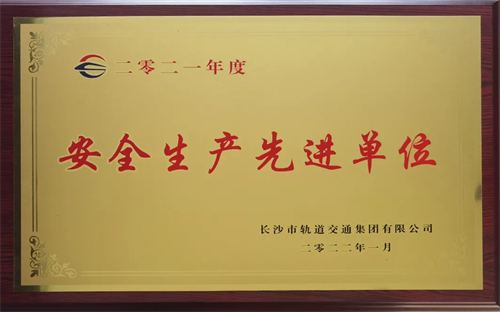 二零二一年度
安全生产先进单位
长沙市轨道交通集团有限公司
二零二二年一月